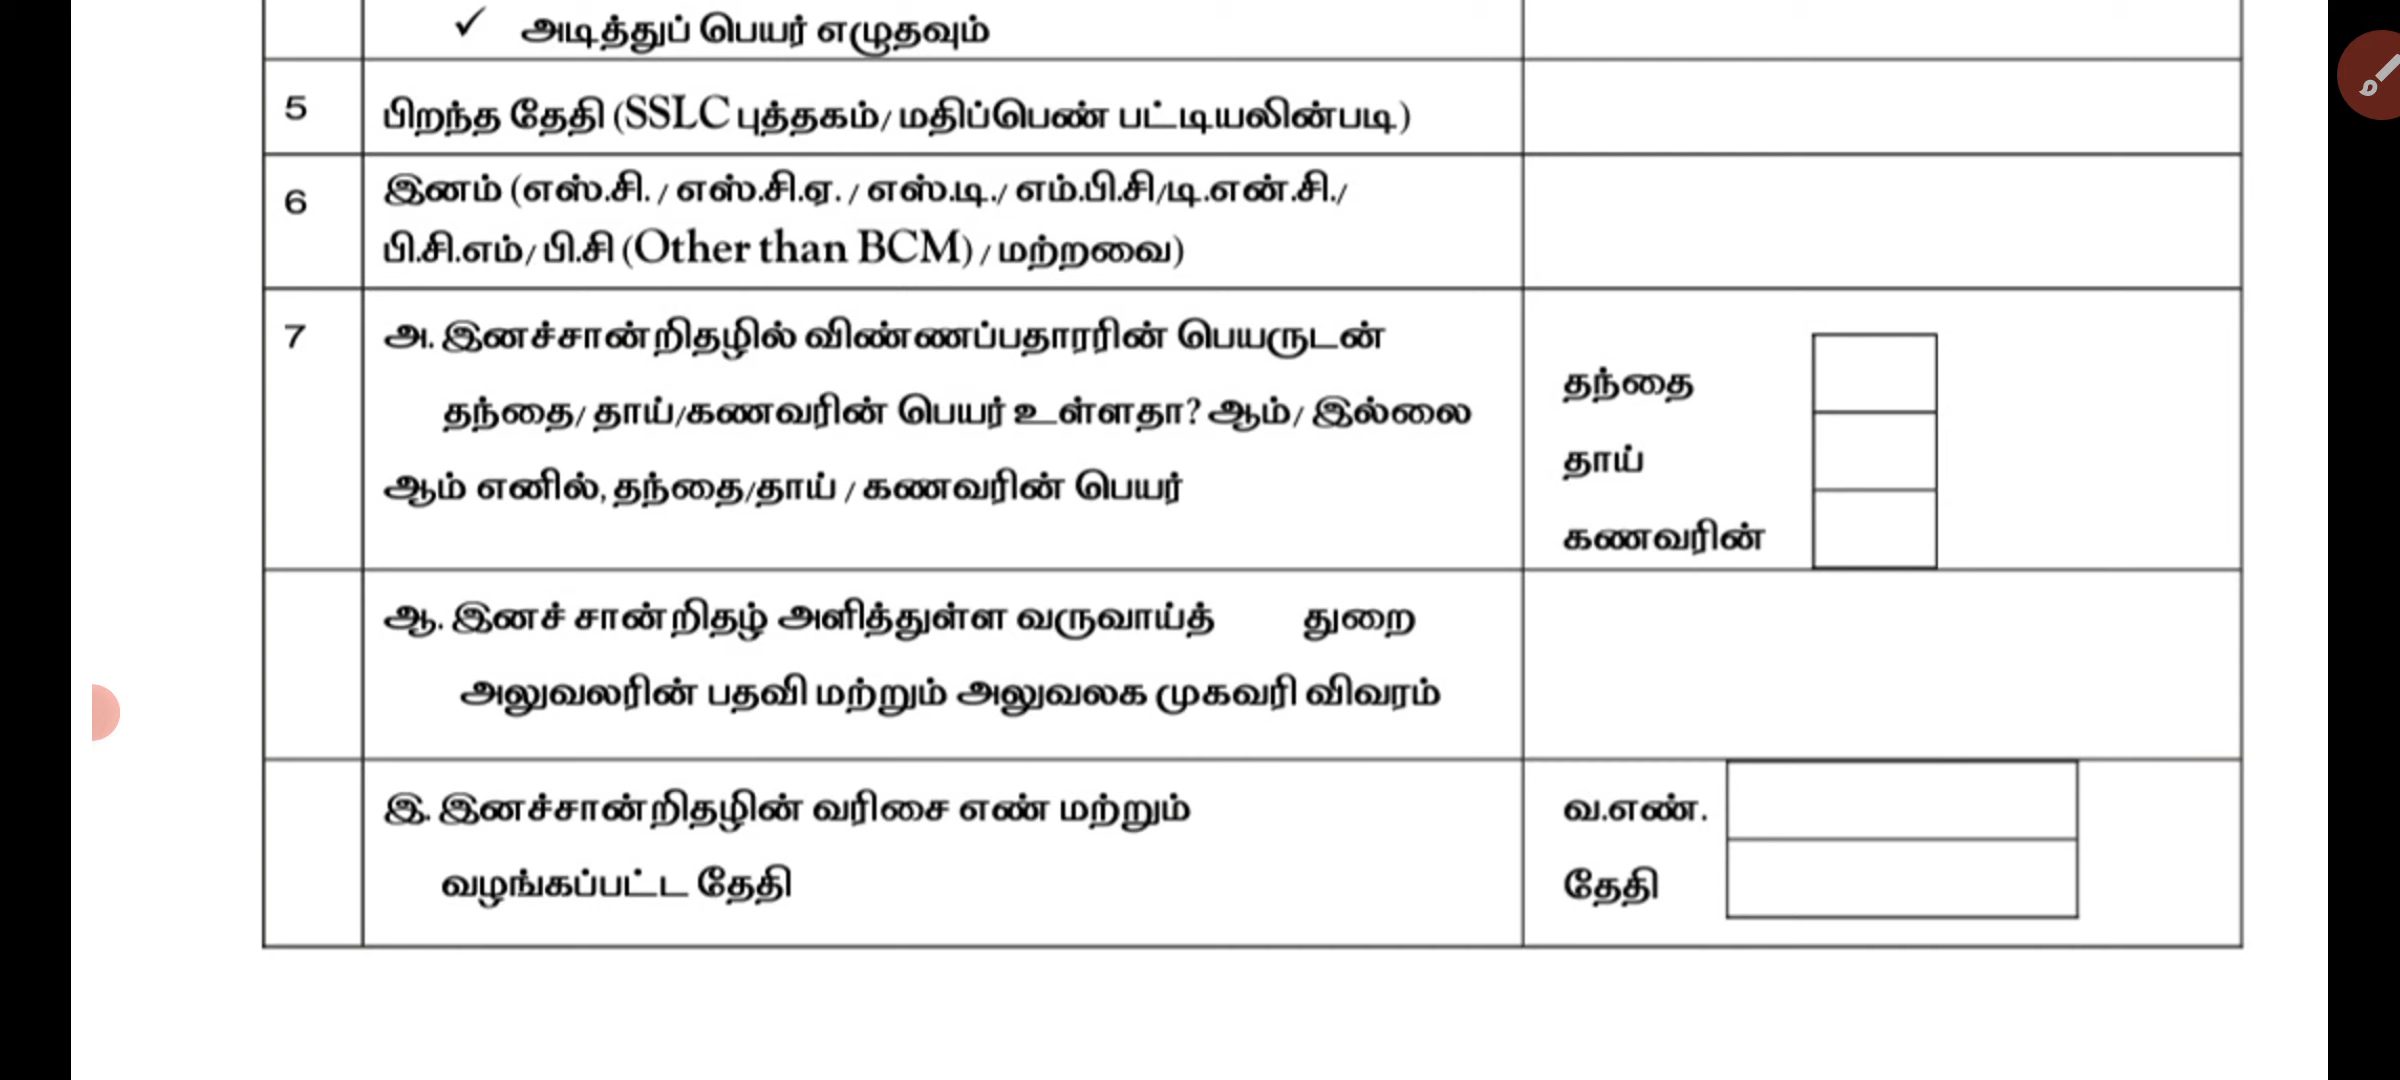 ✓ அடித்துப் பெயர் எழுதவும்
5 பிறந்த தேதி (SSLC புத்தகம்/ மதிப்பெண் பட்டியலின்படி)
6 இனம் (எஸ்.சி. / எஸ்.சி.ஏ. / எஸ்.டி./ எம்.பி.சி/டி.என்.சி./
பி.சி.எம்/ பி.சி (Other than BCM) / மற்றவை)
7 அ. இனச்சான்றிதழில் விண்ணப்பதாரரின் பெயருடன்
தந்தை/ தாய்/கணவரின் பெயர் உள்ளதா? ஆம்/ இல்லை
ஆம் எனில், தந்தை/தாய் / கணவரின் பெயர்
தந்தை
தாய்
கணவரின்
ஆ. இனச் சான்றிதழ் அளித்துள்ள வருவாய்த் துறை
அலுவலரின் பதவி மற்றும் அலுவலக முகவரி விவரம்
இ. இனச்சான்றிதழின் வரிசை எண் மற்றும்
வழங்கப்பட்ட தேதி
வ.எண்.
தேதி